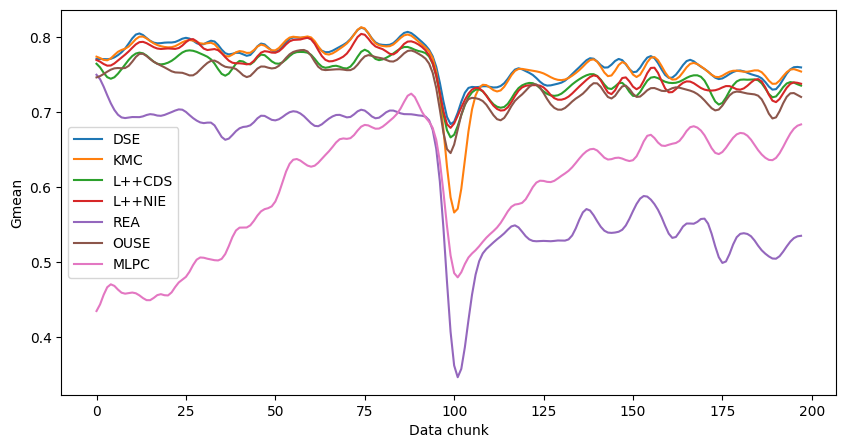 0.8
0.7
0.6
0.5
0.4
Gmean
DSE
KMC
L++CDS
L++NIE
REA
OUSE
MLPC
0 25 50 75 100 125 150 175 200
Data chunk